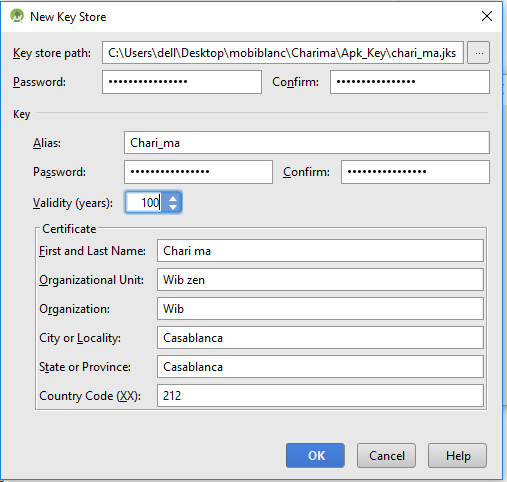 New Key Store
Key store path: C:\Users\dell\Desktop\mobiblanc\Charima\Apk_Key\chari_ma.jks ...
Password: ••••••••••••••• Confirm: •••••••••••••••
Key
Alias: Chari_ma
Password: ••••••••••••••• Confirm: •••••••••••••••
Validity (years): 100
Certificate
First and Last Name: Chari ma
Organizational Unit: Wib zen
Organization: Wib
City or Locality: Casablanca
State or Province: Casablanca
Country Code (XX): 212
OK Cancel Help